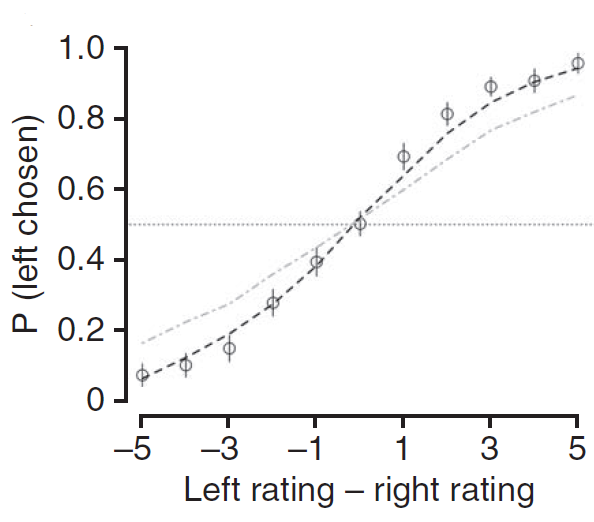 1.0
0.8
0.6
0.4
0.2
0
P (left chosen)
–5 –3 –1 1 3 5
Left rating – right rating